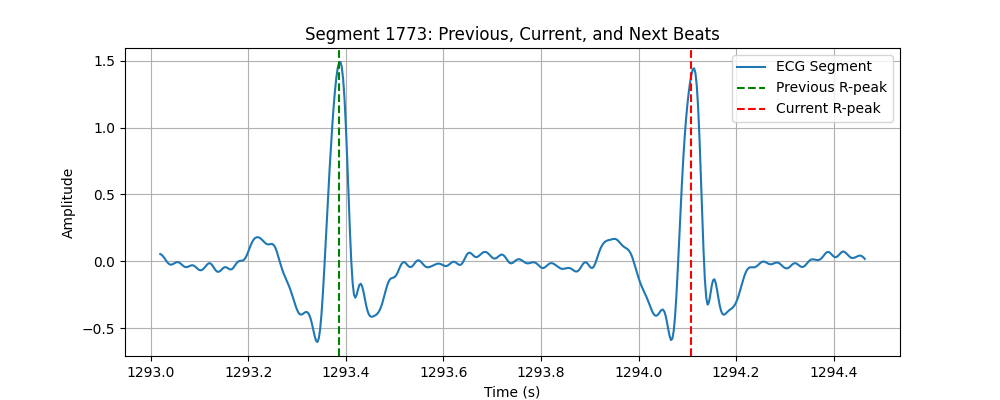 Segment 1773: Previous, Current, and Next Beats
ECG Segment
Previous R-peak
Current R-peak
Amplitude
1.5
1.0
0.5
0.0
−0.5
1293.0 1293.2 1293.4 1293.6 1293.8 1294.0 1294.2 1294.4
Time (s)